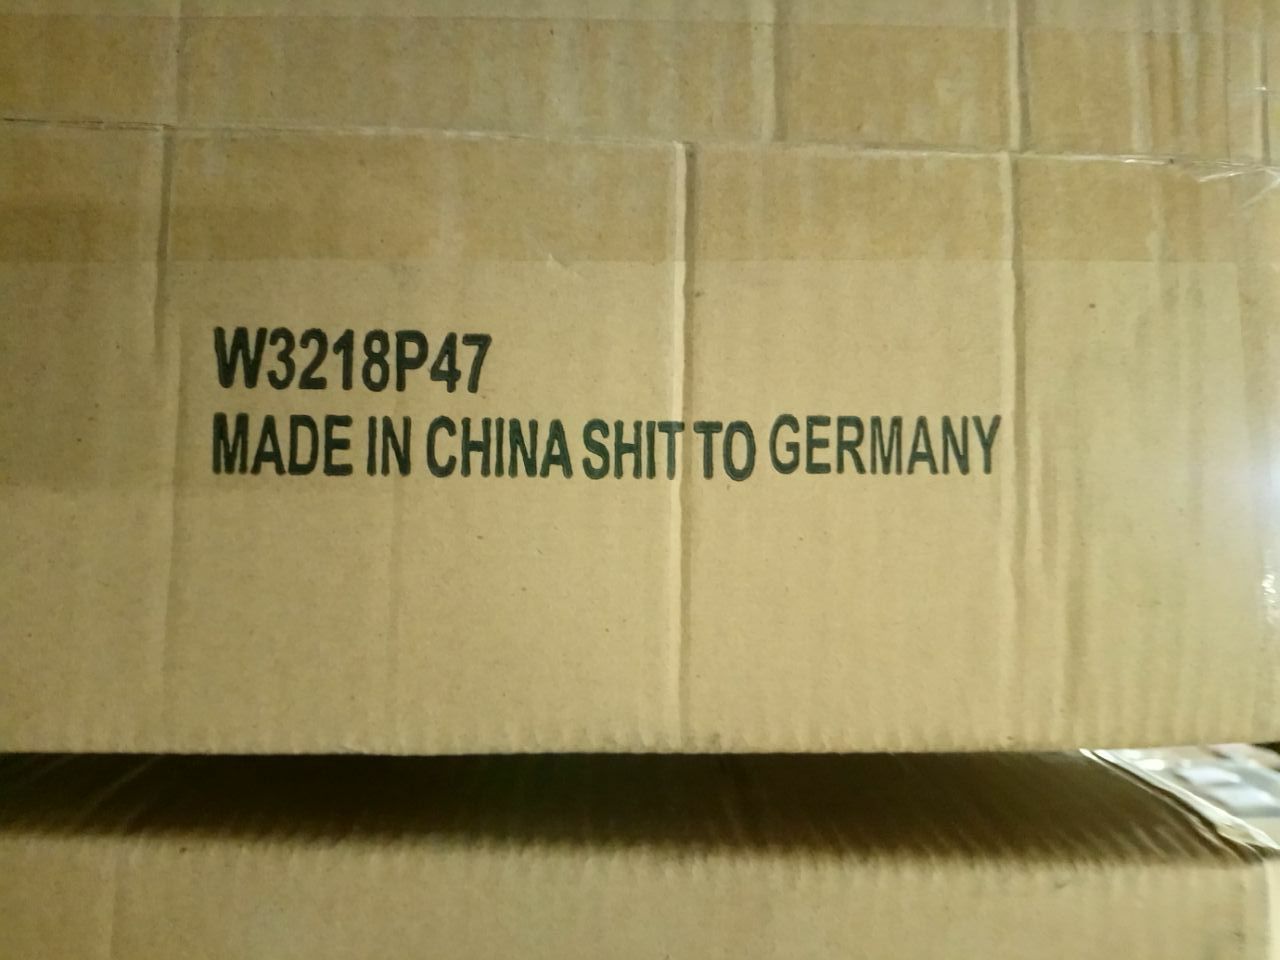 W3218P47
MADE IN CHINA SHIT TO GERMANY